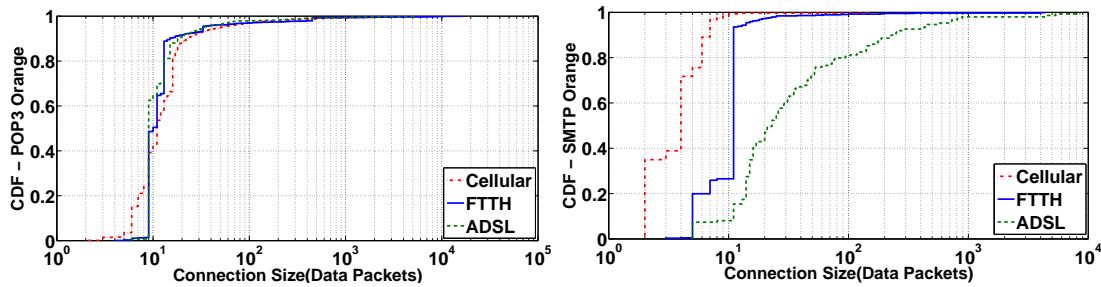 CDF - POP3 Orange
1
0.8
0.6
0.4
0.2
0
10^0 10^1 10^2 10^3 10^4 10^5
Connection Size(Data Packets)
Cellular
FTTH
ADSL
CDF - SMTP Orange
1
0.8
0.6
0.4
0.2
0
10^0 10^1 10^2 10^3 10^4
Connection Size(Data Packets)
Cellular
FTTH
ADSL